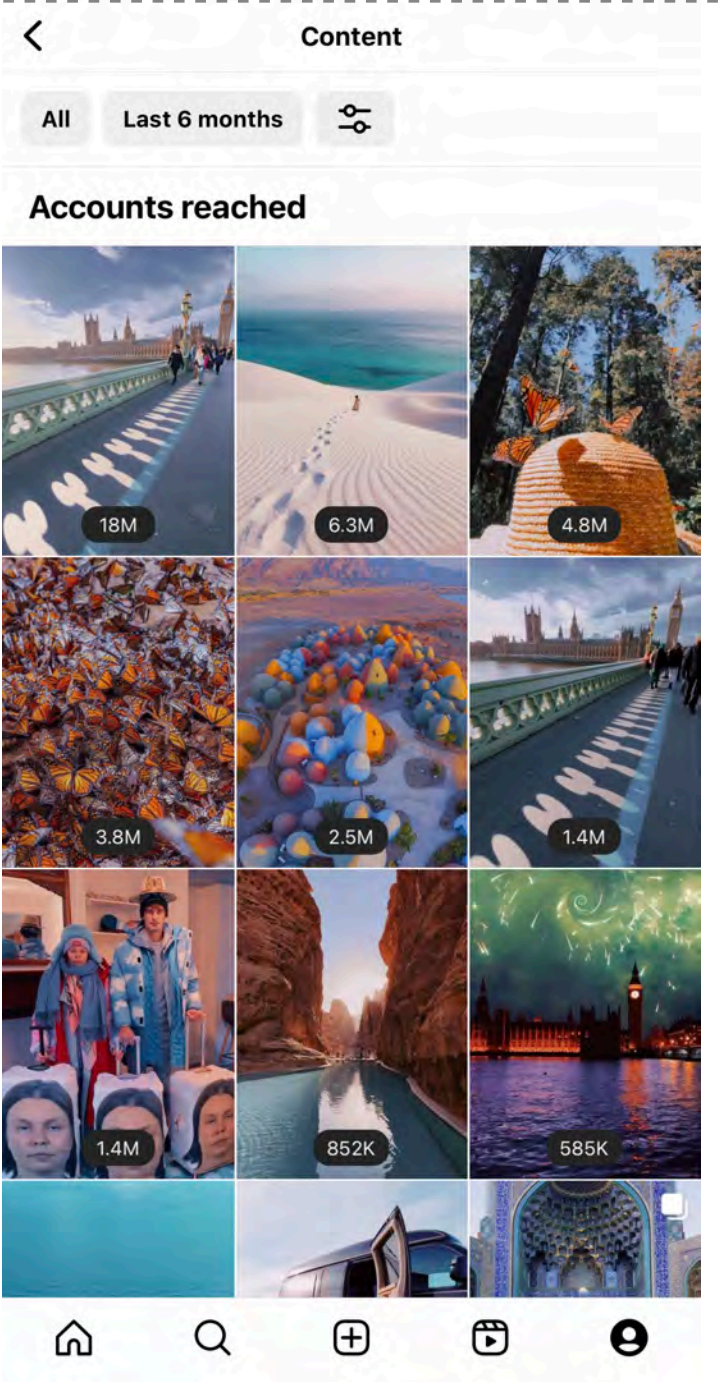 Content
All
Last 6 months
Accounts reached
18M
6.3M
4.8M
3.8M
2.5M
1.4M
1.4M
852K
585K